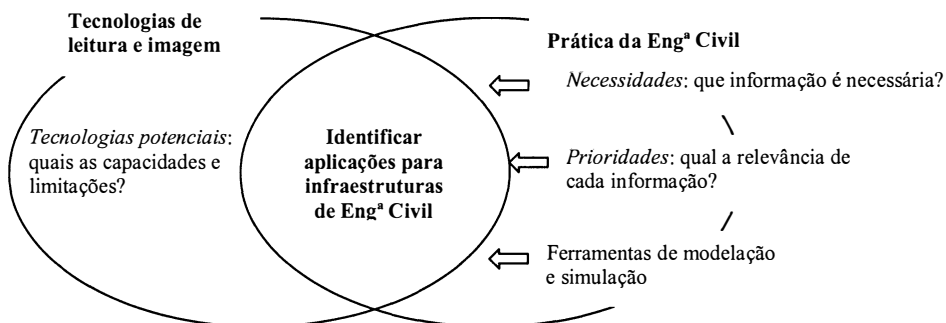 Tecnologias de
leitura e imagem
Tecnologias potenciais:
quais as capacidades e
limitações?
Identificar
aplicações para
infraestruturas
de Engª Civil
Prática da Engª Civil
Necessidades: que informação é necessária?
Prioridades: qual a relevância de
cada informação?
Ferramentas de modelação
e simulação